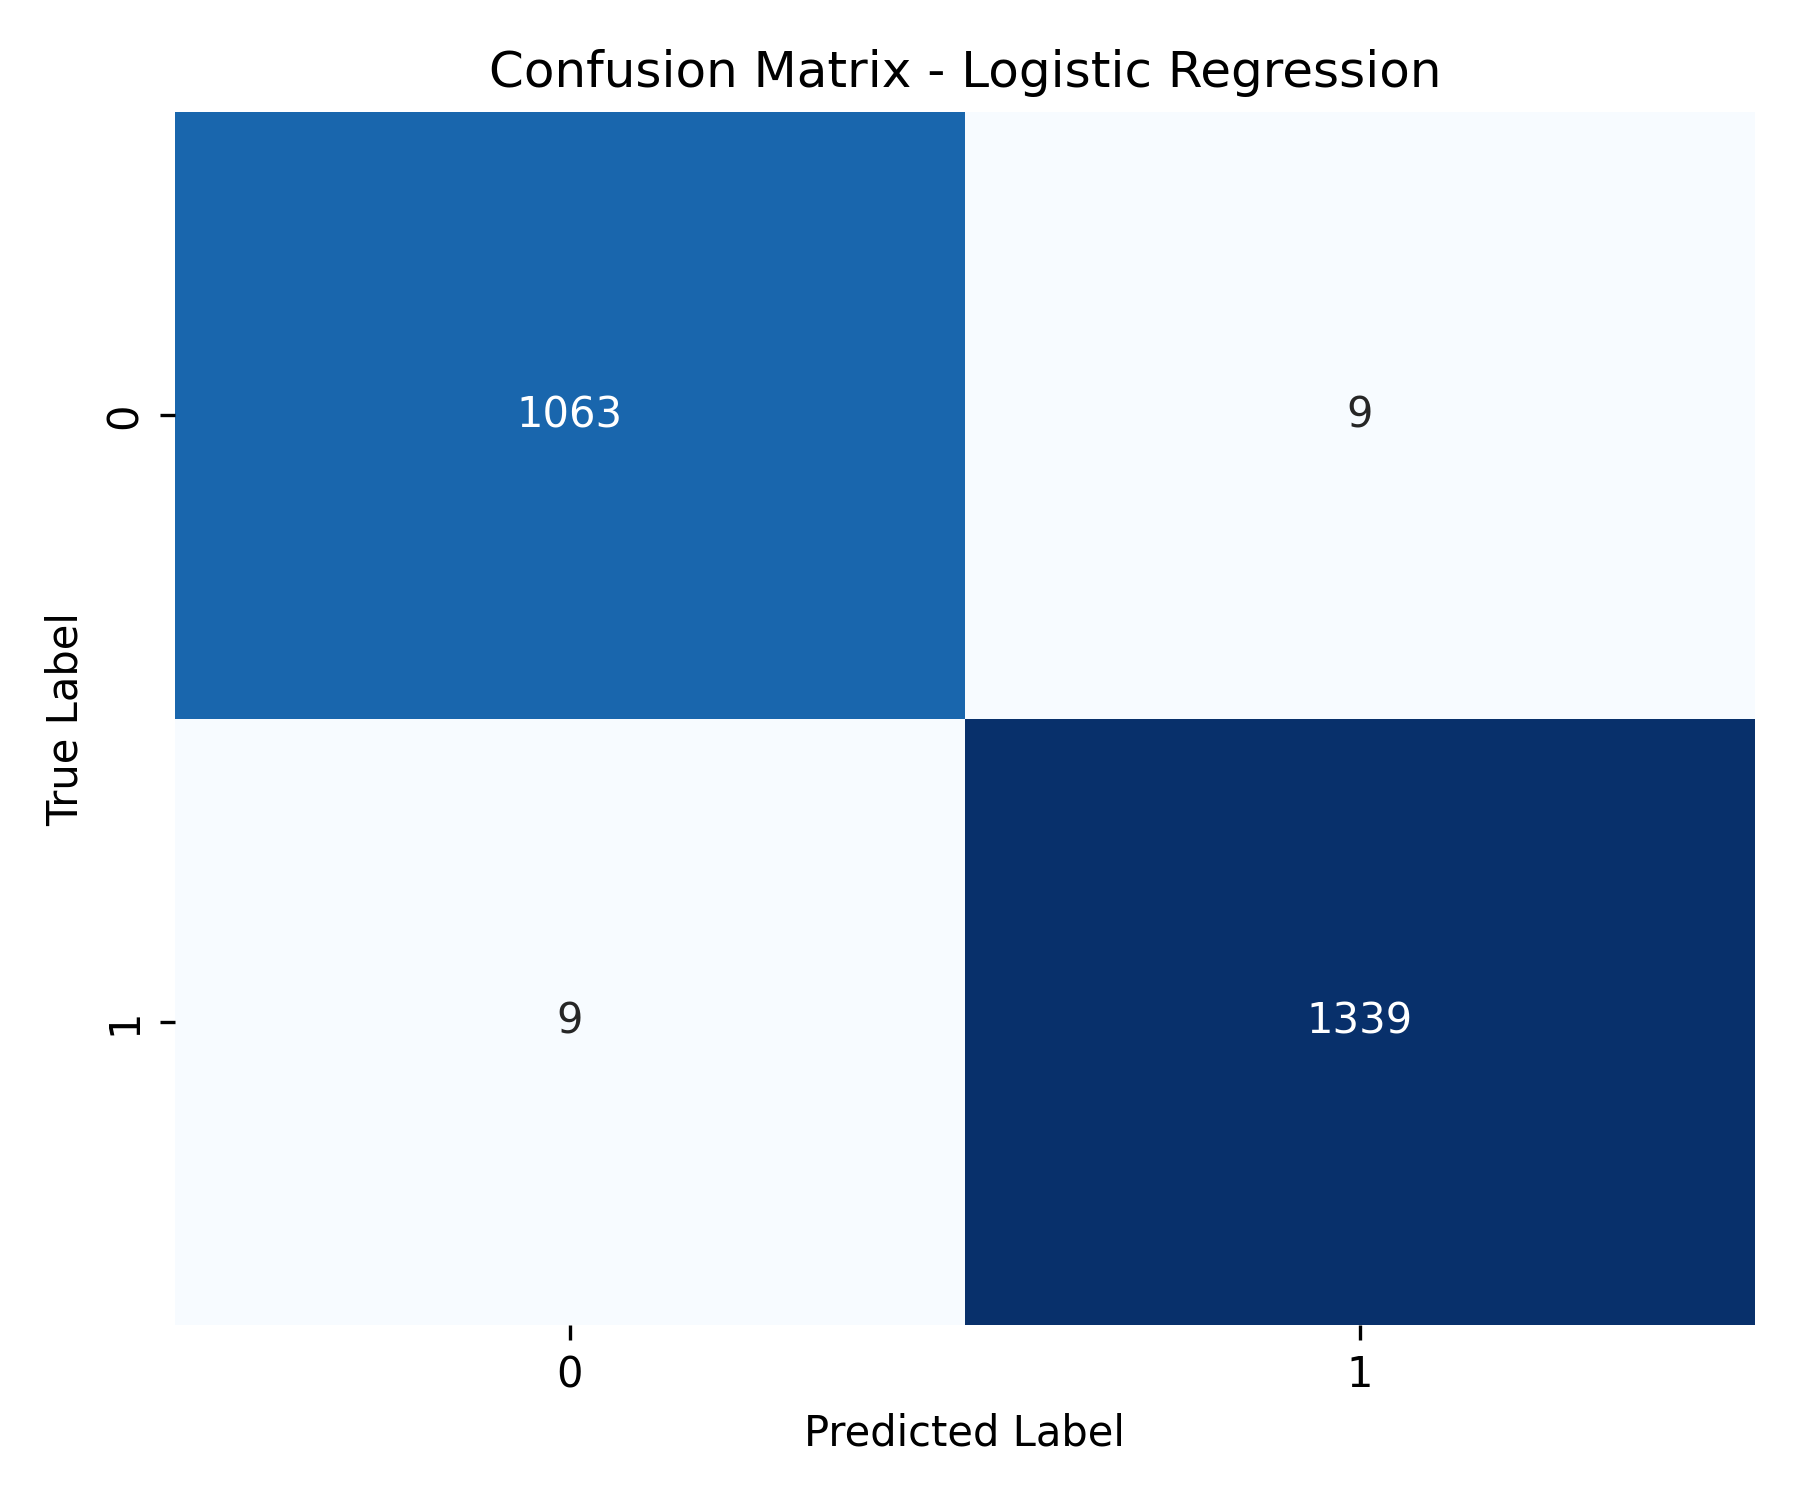 Confusion Matrix - Logistic Regression
1063
9
0
True Label
9
1339
1
0
1
Predicted Label